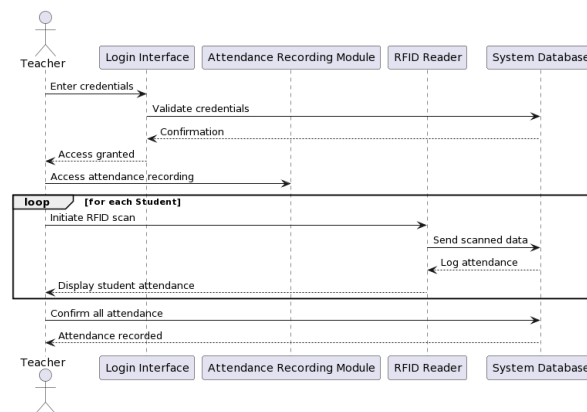 Teacher
Login Interface
Attendance Recording Module
RFID Reader
System Database
Enter credentials
Validate credentials
Confirmation
Access granted
Access attendance recording
loop [for each Student]
Initiate RFID scan
Send scanned data
Log attendance
Display student attendance
Confirm all attendance
Attendance recorded
Teacher
Login Interface
Attendance Recording Module
RFID Reader
System Database